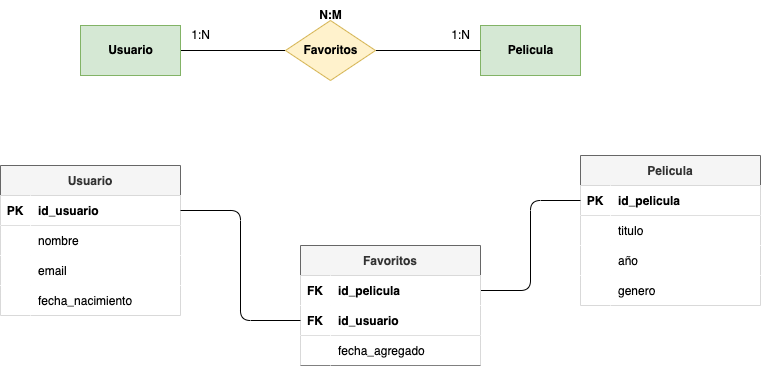 N:M
1:N
1:N
Usuario
Favoritos
Pelicula
Usuario
PK id_usuario
nombre
email
fecha_nacimiento
Favoritos
FK id_pelicula
FK id_usuario
fecha_agregado
Pelicula
PK id_pelicula
titulo
año
genero